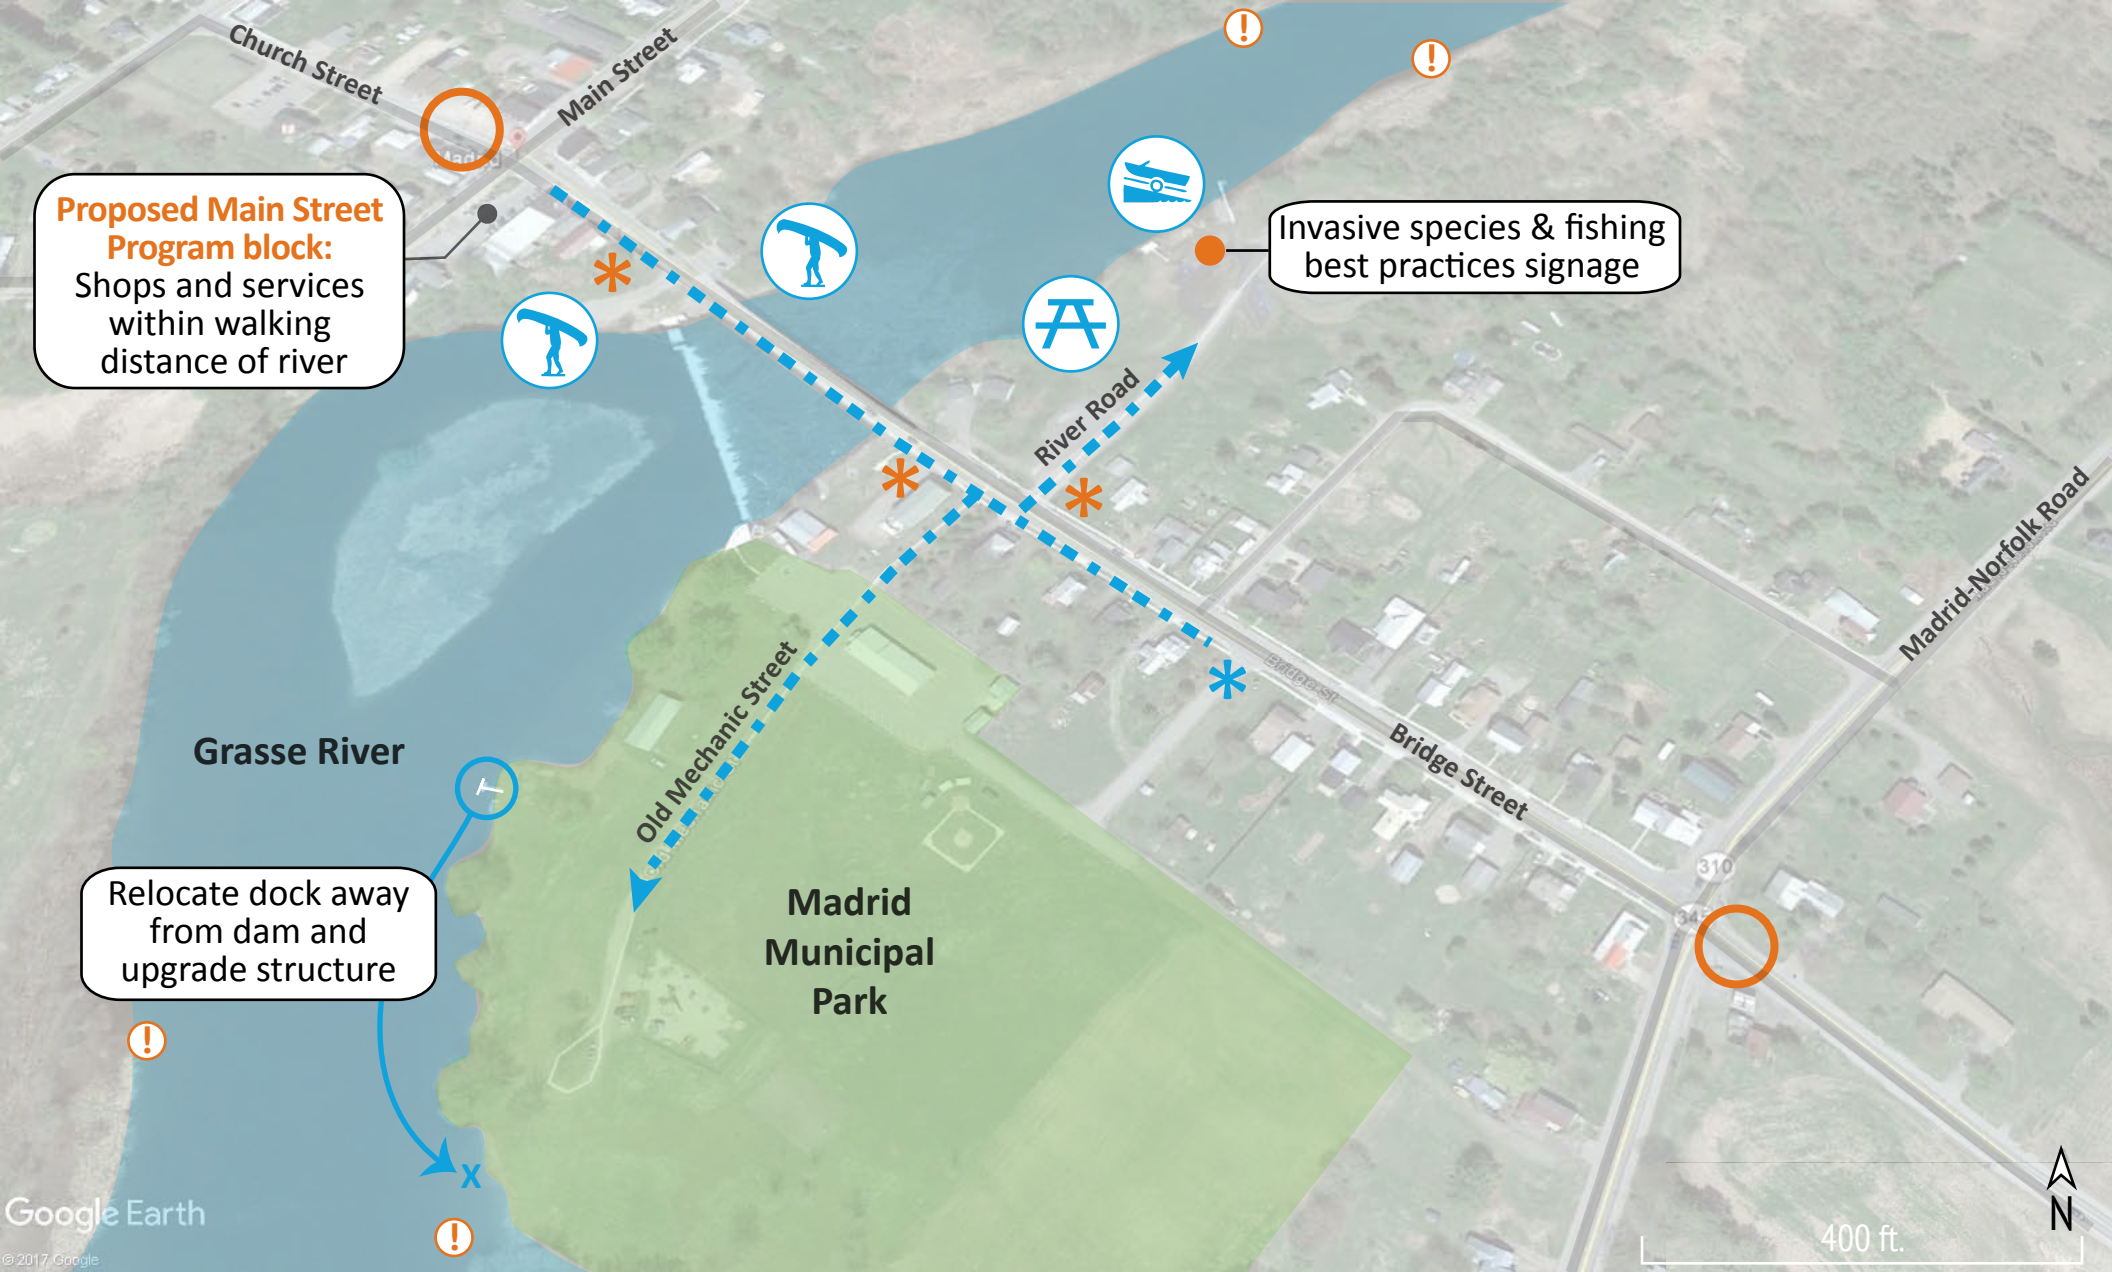 Church Street
Main Street
Madrid
Proposed Main Street
Program block:
Shops and services
within walking
distance of river
Invasive species & fishing
best practices signage
River Road
Madrid-Norfolk Road
Old Mechanic Street
Bridge St
Bridge Street
Grasse River
310
345
Relocate dock away
from dam and
upgrade structure
Madrid
Municipal
Park
X
Google Earth
© 2017 Google
400 ft.
N